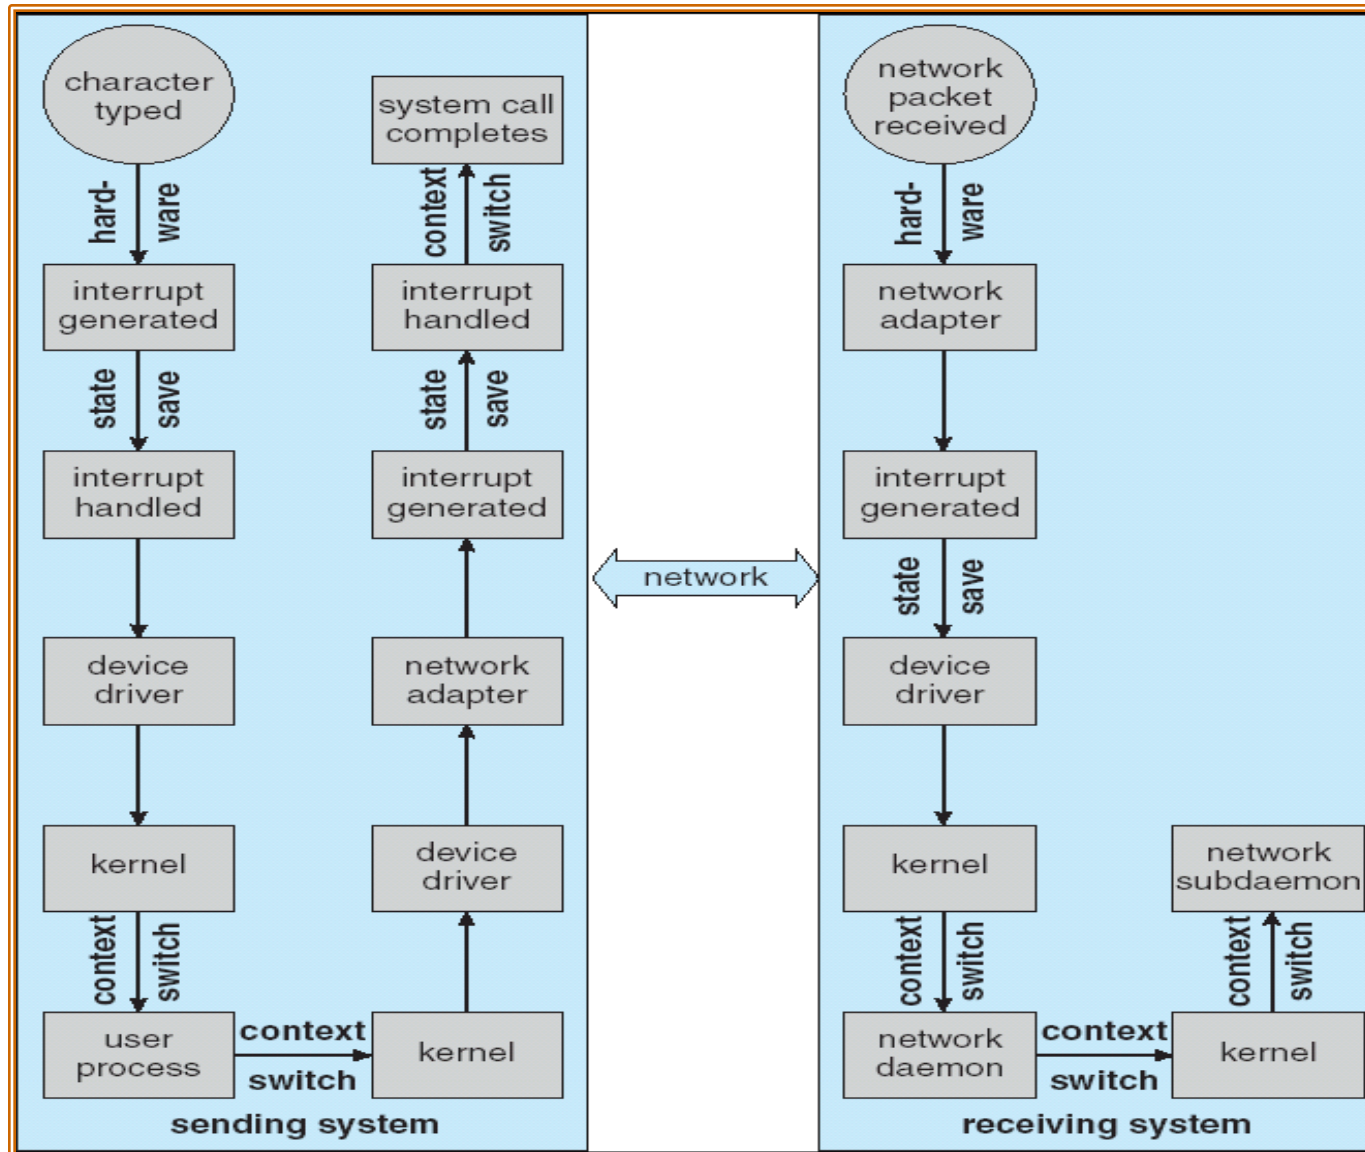 character
typed
hard-
ware
interrupt
generated
state
save
interrupt
handled
device
driver
kernel
context
switch
user
process
context
switch
kernel
device
driver
network
adapter
interrupt
generated
state
save
interrupt
handled
context
switch
system call
completes
sending system
network
network
packet
received
hard-
ware
network
adapter
interrupt
generated
state
save
device
driver
kernel
context
switch
network
daemon
context
switch
kernel
context
switch
network
subdaemon
receiving system